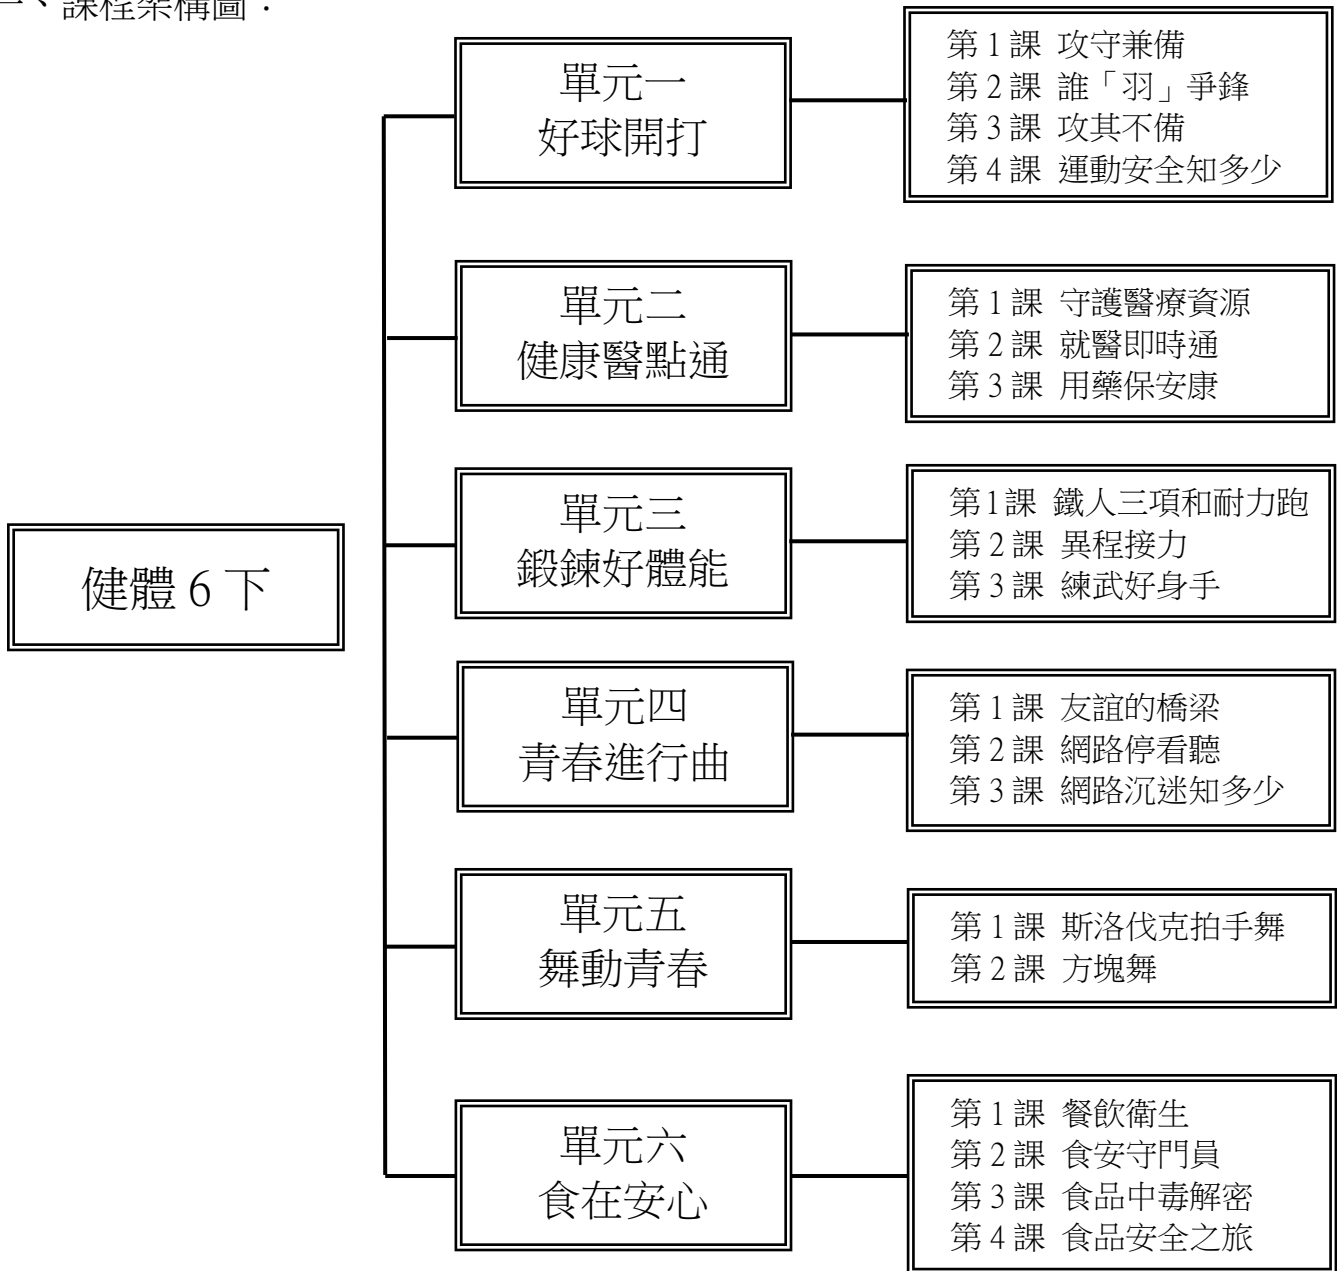 、課程架構圖：
單元一
好球開打
第 1 課 攻守兼備
第 2 課 誰「羽」爭鋒
第 3 課 攻其不備
第 4 課 運動安全知多少
單元二
健康醫點通
第 1 課 守護醫療資源
第 2 課 就醫即時通
第 3 課 用藥保安康
健體 6 下
單元三
鍛鍊好體能
第 1 課 鐵人三項和耐力跑
第 2 課 異程接力
第 3 課 練武好身手
單元四
青春進行曲
第 1 課 友誼的橋梁
第 2 課 網路停看聽
第 3 課 網路沉迷知多少
單元五
舞動青春
第 1 課 斯洛伐克拍手舞
第 2 課 方塊舞
單元六
食在安心
第 1 課 餐飲衛生
第 2 課 食安守門員
第 3 課 食品中毒解密
第 4 課 食品安全之旅